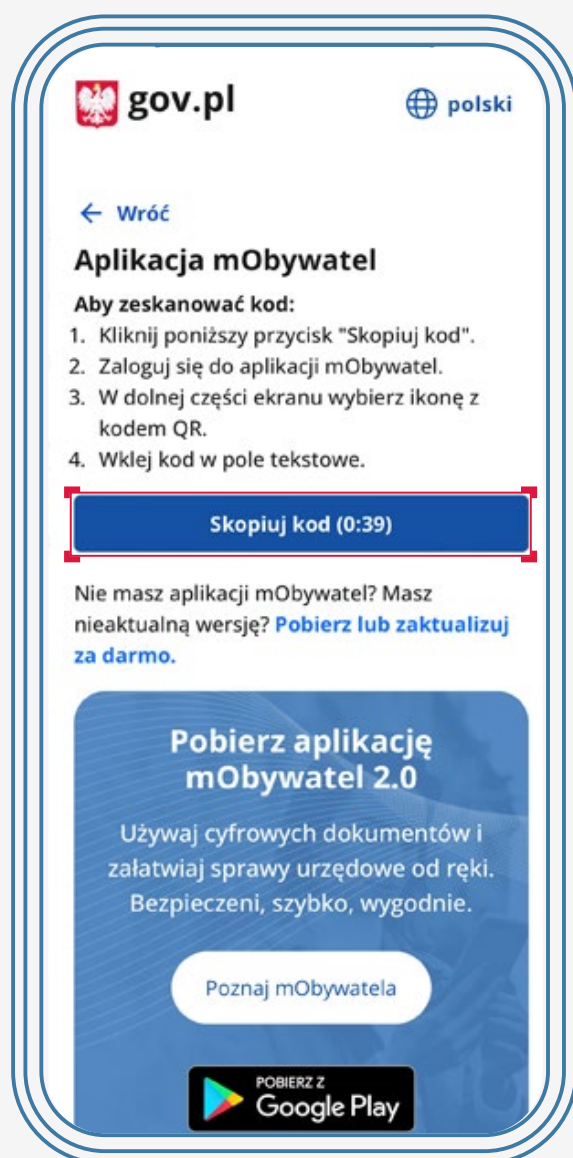 gov.pl
polski
← Wróć
Aplikacja mObywatel
Aby zeskanować kod:
1. Kliknij poniższy przycisk "Skopiuj kod".
2. Zaloguj się do aplikacji mObywatel.
3. W dolnej części ekranu wybierz ikonę z
kodem QR.
4. Wklej kod w pole tekstowe.
Skopiuj kod (0:39)
Nie masz aplikacji mObywatel? Masz
nieaktualną wersję? Pobierz lub zaktualizuj
za darmo.
Pobierz aplikację
mObywatel 2.0
Używaj cyfrowych dokumentów i
załatwiaj sprawy urzędowe od ręki.
Bezpieczeni, szybko, wygodnie.
Poznaj mObywatela
POBIERZ Z
Google Play